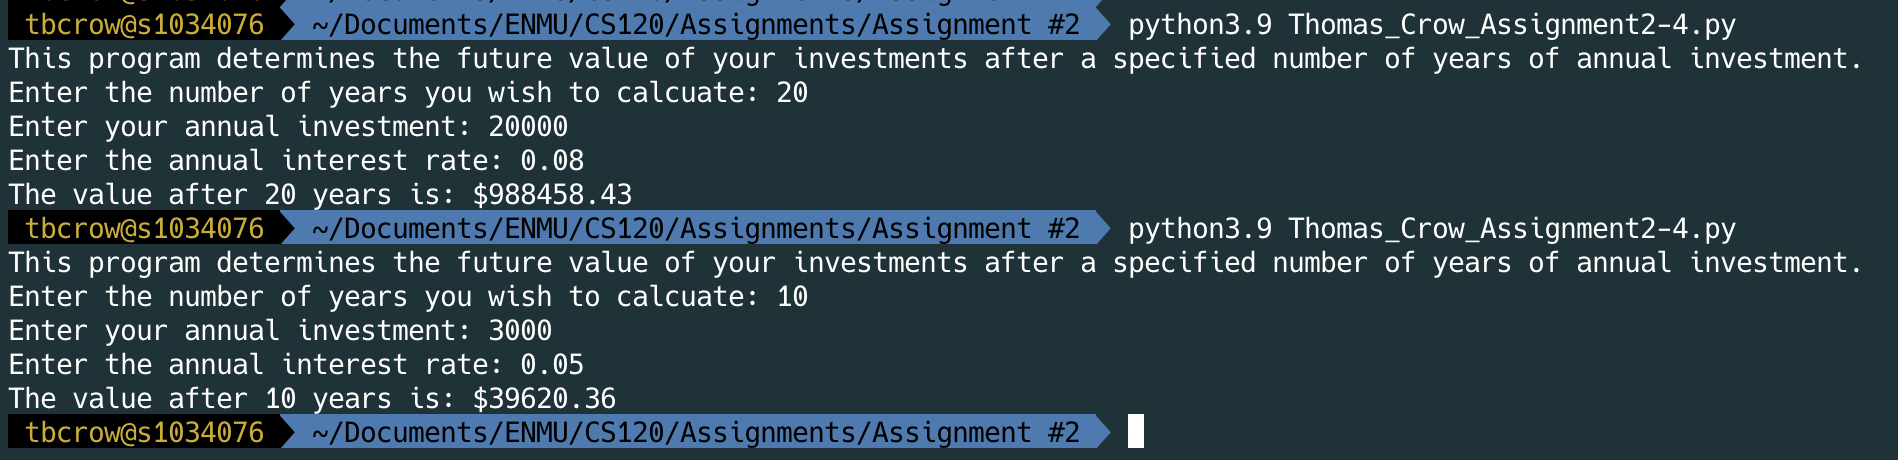 tbcrow@s1034076 ~/Documents/ENMU/CS120/Assignments/Assignment #2 python3.9 Thomas_Crow_Assignment2-4.py
This program determines the future value of your investments after a specified number of years of annual investment.
Enter the number of years you wish to calcuate: 20
Enter your annual investment: 20000
Enter the annual interest rate: 0.08
The value after 20 years is: $988458.43
tbcrow@s1034076 ~/Documents/ENMU/CS120/Assignments/Assignment #2 python3.9 Thomas_Crow_Assignment2-4.py
This program determines the future value of your investments after a specified number of years of annual investment.
Enter the number of years you wish to calcuate: 10
Enter your annual investment: 3000
Enter the annual interest rate: 0.05
The value after 10 years is: $39620.36
tbcrow@s1034076 ~/Documents/ENMU/CS120/Assignments/Assignment #2